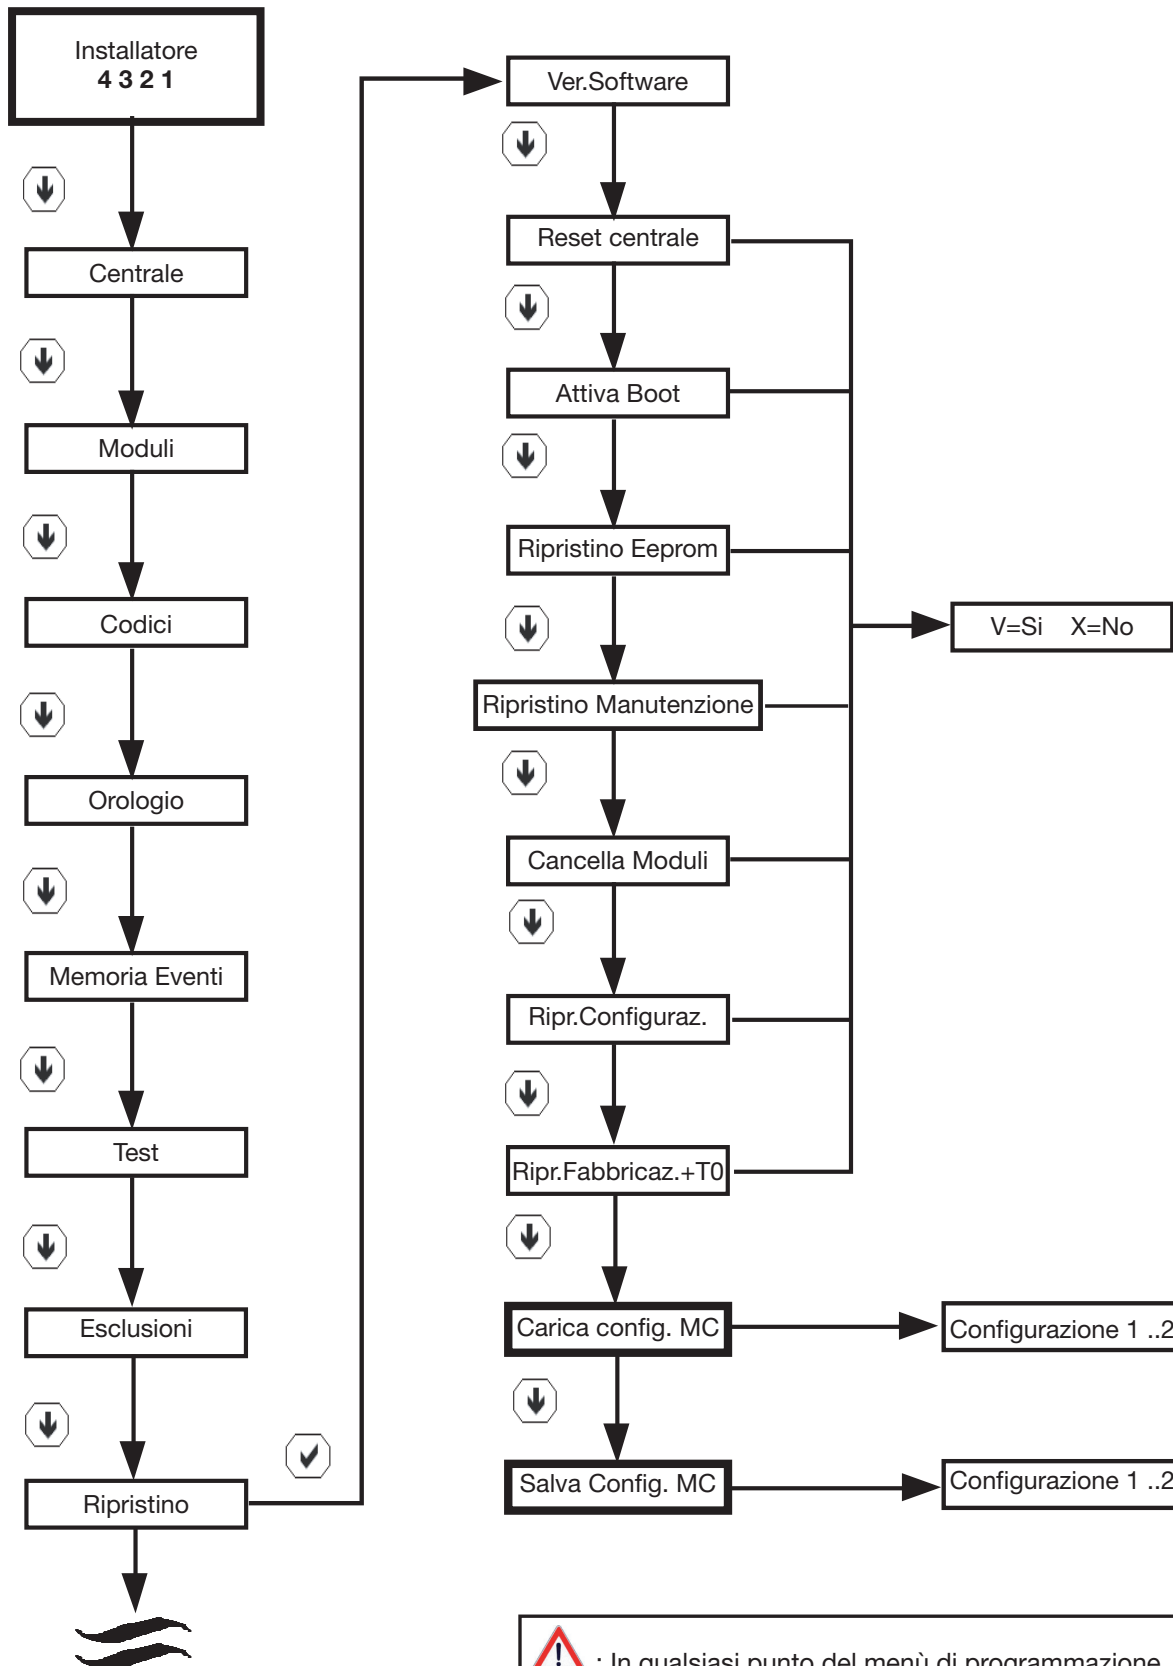 Installatore
4 3 2 1
Centrale
Moduli
Codici
Orologio
Memoria Eventi
Test
Esclusioni
Ripristino
Ver.Software
Reset centrale
Attiva Boot
Ripristino Eeprom
Ripristino Manutenzione
Cancella Moduli
Ripr.Configuraz.
Ripr.Fabbricaz.+T0
Carica config. MC
Salva Config. MC
V=Si X=No
Configurazione 1 ..2
Configurazione 1 ..2
! : In qualsiasi punto del menù di programmazione